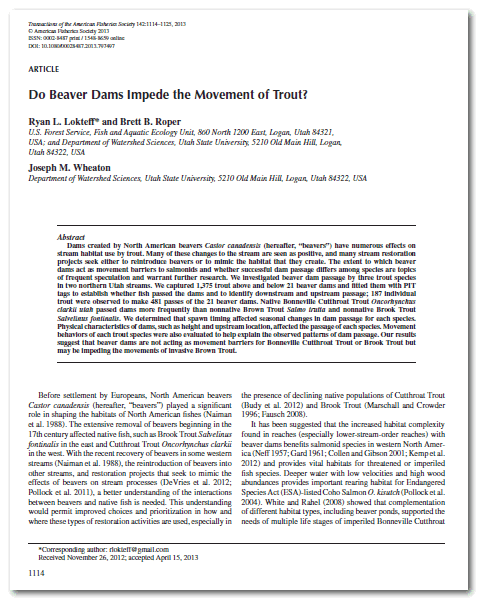 Transactions of the American Fisheries Society 142:1114–1125, 2013
© American Fisheries Society 2013
ISSN: 0002-8487 print / 1548-8659 online
DOI: 10.1080/00028487.2013.797497
ARTICLE
Do Beaver Dams Impede the Movement of Trout?
Ryan L. Lokteff* and Brett B. Roper
U.S. Forest Service, Fish and Aquatic Ecology Unit, 860 North 1200 East, Logan, Utah 84321,
USA; and Department of Watershed Sciences, Utah State University, 5210 Old Main Hill, Logan,
Utah 84322, USA
Joseph M. Wheaton
Department of Watershed Sciences, Utah State University, 5210 Old Main Hill, Logan, Utah 84322, USA
Abstract
Dams created by North American beavers Castor canadensis (hereafter, “beavers”) have numerous effects on
stream habitat use by trout. Many of these changes to the stream are seen as positive, and many stream restoration
projects seek either to reintroduce beavers or to mimic the habitat that they create. The extent to which beaver
dams act as movement barriers to salmonids and whether successful dam passage differs among species are topics
of frequent speculation and warrant further research. We investigated beaver dam passage by three trout species
in two northern Utah streams. We captured 1,375 trout above and below 21 beaver dams and fitted them with PIT
tags to establish whether fish passed the dams and to identify downstream and upstream passage; 187 individual
trout were observed to make 481 passes of the 21 beaver dams. Native Bonneville Cutthroat Trout Oncorhynchus
clarkii utah passed dams more frequently than nonnative Brown Trout Salmo trutta and nonnative Brook Trout
Salvelinus fontinalis. We determined that spawn timing affected seasonal changes in dam passage for each species.
Physical characteristics of dams, such as height and upstream location, affected the passage of each species. Movement
behaviors of each trout species were also evaluated to help explain the observed patterns of dam passage. Our results
suggest that beaver dams are not acting as movement barriers for Bonneville Cutthroat Trout or Brook Trout but
may be impeding the movements of invasive Brown Trout.
Before settlement by Europeans, North American beavers
Castor canadensis (hereafter, “beavers”) played a significant
role in shaping the habitats of North American fishes (Naiman
et al. 1988). The extensive removal of beavers beginning in the
17th century affected native fish, such as Brook Trout Salvelinus
fontinalis in the east and Cutthroat Trout Oncorhynchus clarkii
in the west. With the recent recovery of beavers in some western
streams (Naiman et al. 1988), the reintroduction of beavers into
other streams, and restoration projects that seek to mimic the
effects of beavers on stream processes (DeVries et al. 2012;
Pollock et al. 2011), a better understanding of the interactions
between beavers and native fish is needed. This understanding
would permit improved choices and prioritization in how and
where these types of restoration activities are used, especially in
the presence of declining native populations of Cutthroat Trout
(Budy et al. 2012) and Brook Trout (Marschall and Crowder
1996; Fausch 2008).
It has been suggested that the increased habitat complexity
found in reaches (especially lower-stream-order reaches) with
beaver dams benefits salmonid species in western North Amer-
ica (Neff 1957; Gard 1961; Collen and Gibson 2001; Kemp et al.
2012) and provides vital habitats for threatened or imperiled
fish species. Deeper water with low velocities and high wood
abundances provides important rearing habitat for Endangered
Species Act (ESA)-listed Coho Salmon O. kisutch (Pollock et al.
2004). White and Rahel (2008) showed that complementation
of different habitat types, including beaver ponds, supported the
needs of multiple life stages of imperiled Bonneville Cutthroat
*Corresponding author: rlokteff@gmail.com
Received November 26, 2012; accepted April 15, 2013
1114